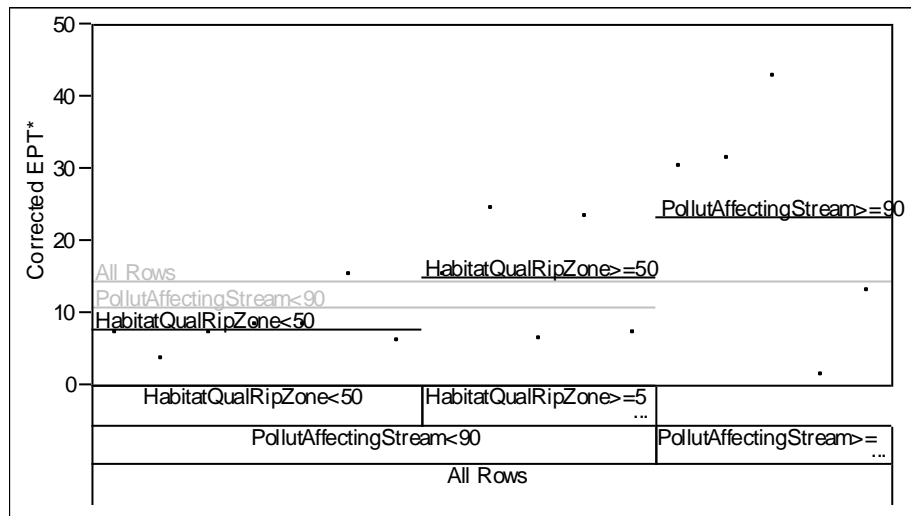 50
40
30
20
10
0
Corrected EPT*
PollutAffectingStream>=90
HabitatQualRipZone>=50
All Rows
PollutAffectingStream<90
HabitatQualRipZone<50
HabitatQualRipZone<50
HabitatQualRipZone>=5
...
PollutAffectingStream<90
PollutAffectingStream>=
...
All Rows